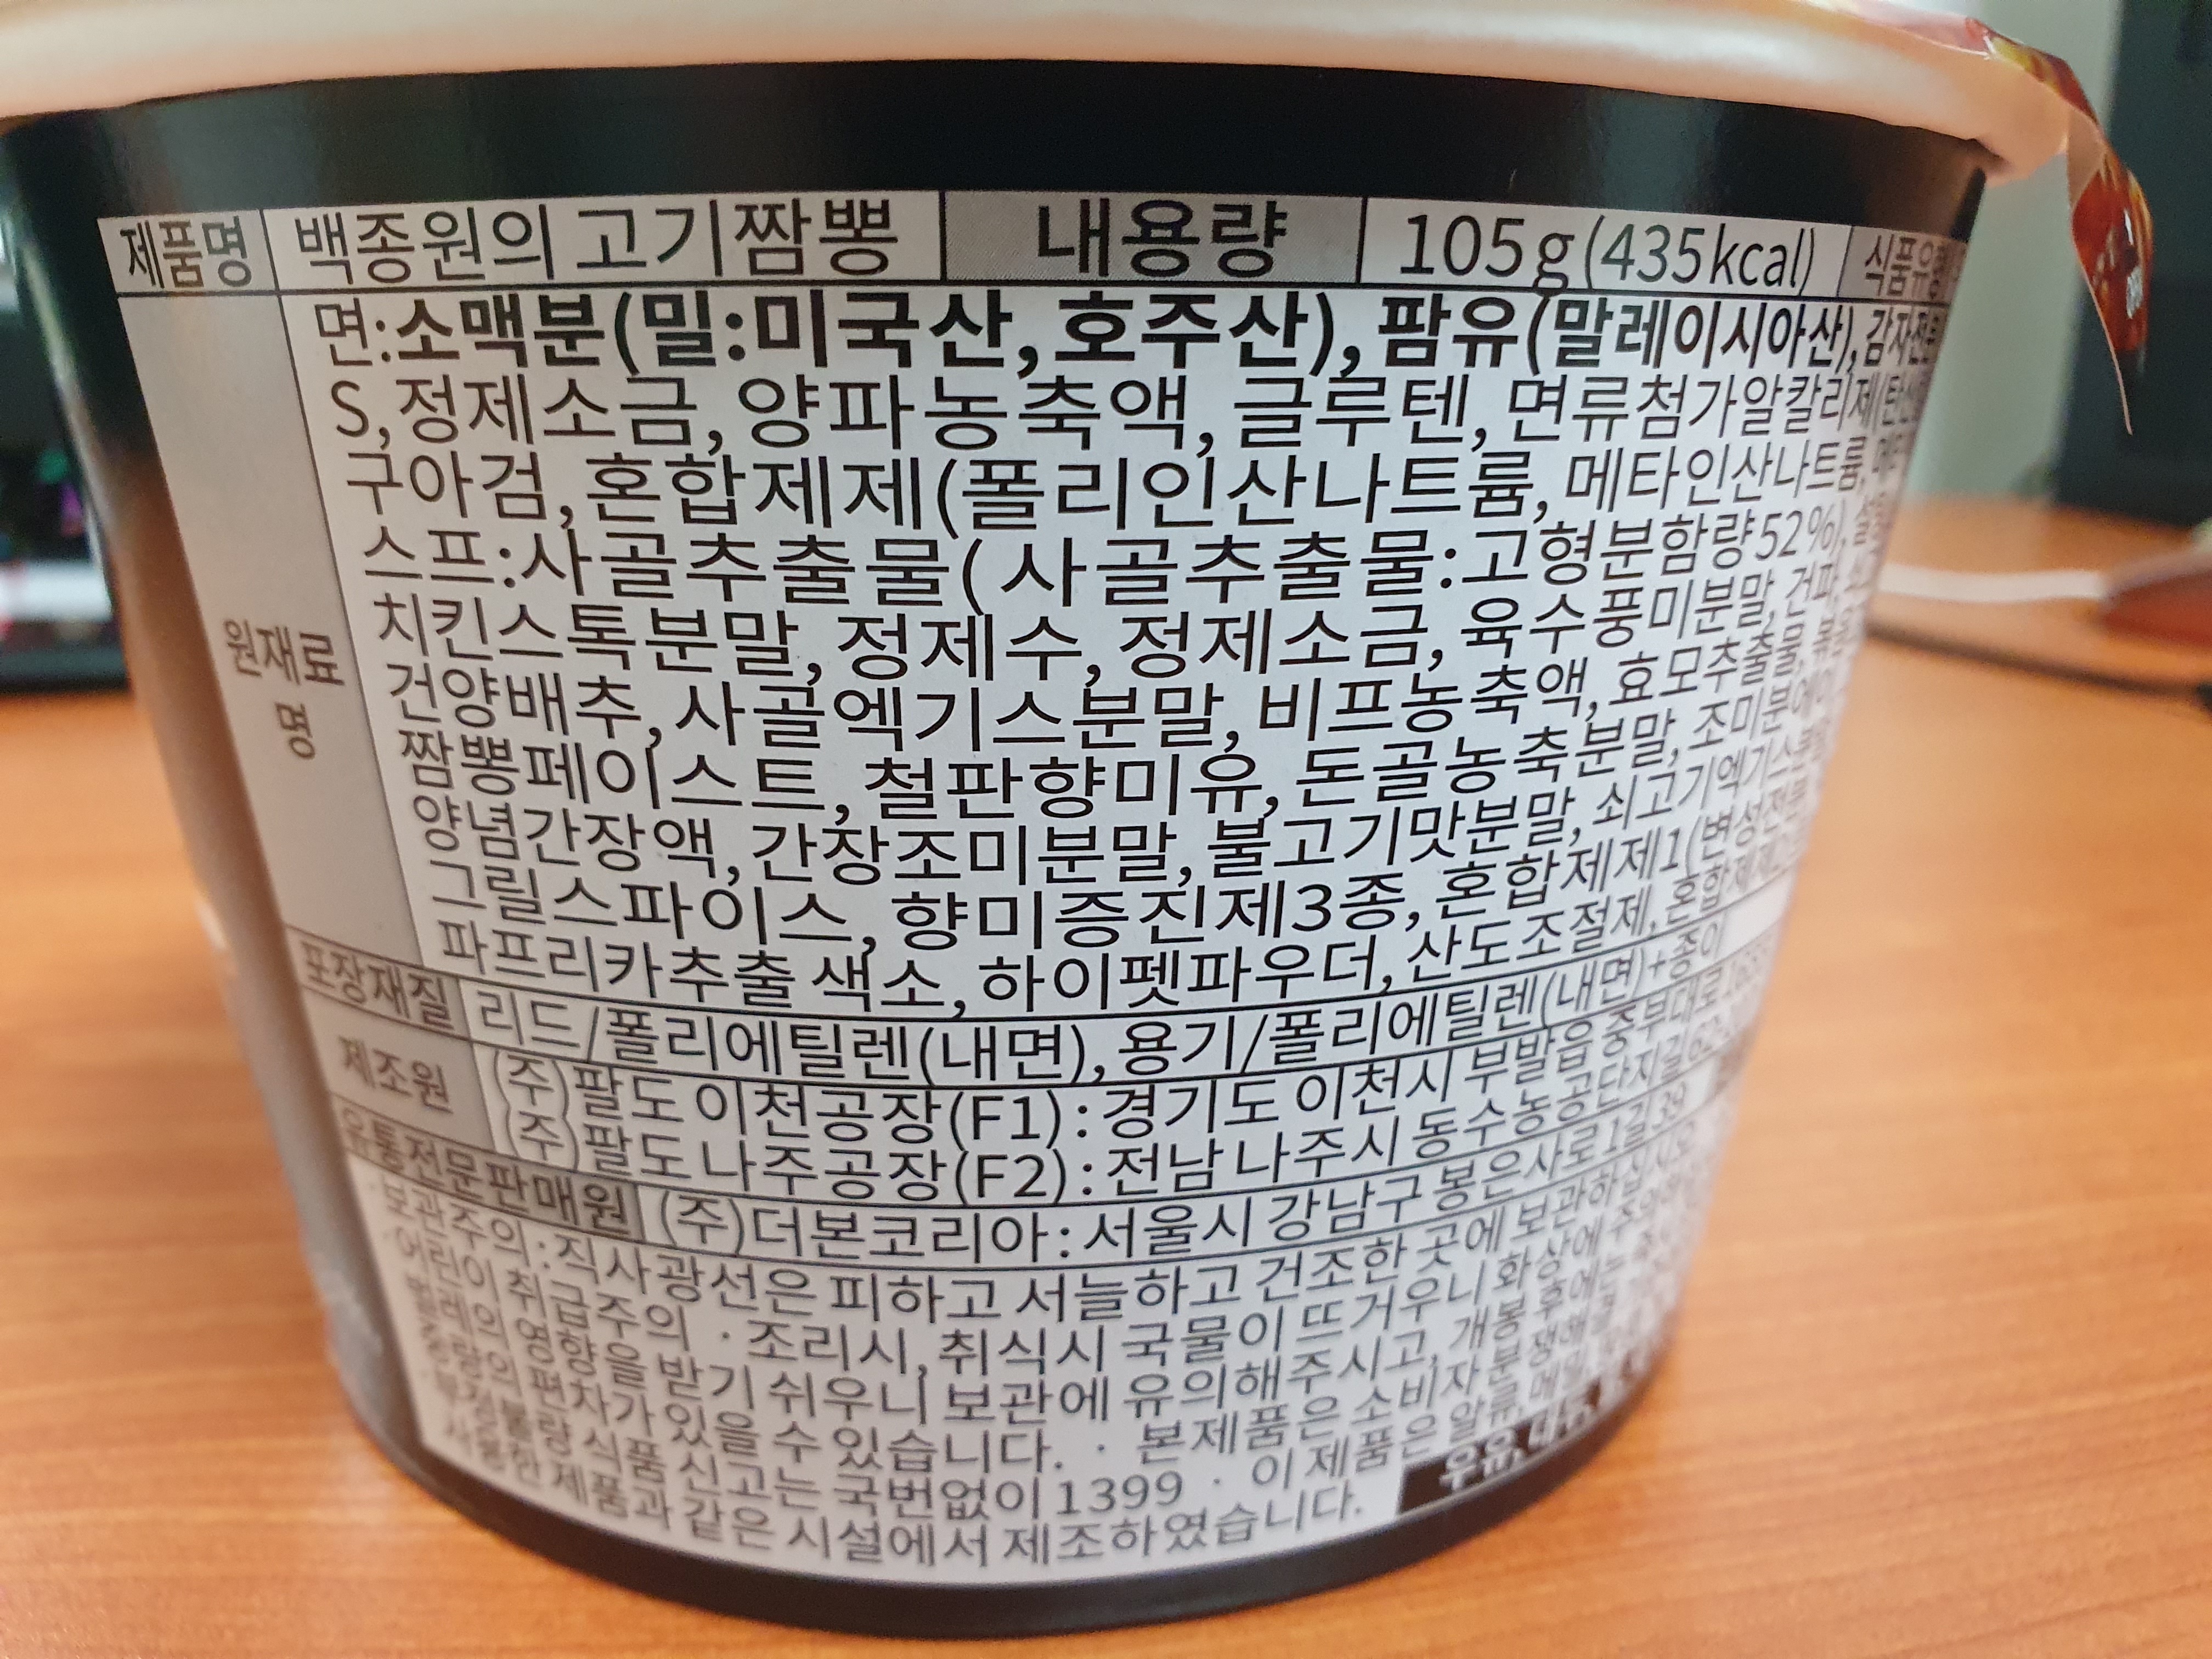 제품명 백종원의 고기짬뽕 내용량 105g(435kcal)
면:소맥분(밀:미국산,호주산),팜유(말레이시아산),감자전분
S,정제소금,양파농축액,글루텐,면류첨가알칼리제(탄산
구아검,혼합제제(폴리인산나트륨,메타인산나트륨,
스프:사골추출물(사골추출물:고형분함량52%),
치킨스톡분말,정제수,정제소금,육수풍미분말,건파,
원재료명
건양배추,사골엑기스분말,비프농축액,효모추출물,
짬뽕페이스트,철판향미유,돈골농축분말,조미분
양념간장액,간장조미분말,불고기맛분말,쇠고기엑기스
그릴스파이스,향미증진제3종,혼합제제1(변성전분
파프리카추출색소,하이펫파우더,산도조절제,혼합제제2
포장재질 리드/폴리에틸렌(내면),용기/폴리에틸렌(내면)+종이
제조원 (주)팔도 이천공장(F1):경기도 이천시 부발읍 중부대로
(주)팔도 나주공장(F2):전남 나주시 동수농공단지길
유통전문판매원 (주)더본코리아:서울시 강남구 봉은사로1길 39
보관주의:직사광선은 피하고 서늘하고 건조한 곳에 보관하십시오
어린이 취급주의 · 조리시, 취식시 국물이 뜨거우니 화상에
벌레의 영향을 받기 쉬우니 보관에 유의해주시고, 개봉 후에는
중량의 편차가 있을 수 있습니다. · 본제품은 소비자분쟁해결
불량 식품 신고는 국번없이 1399 · 이 제품은 알류,메밀,
사용한 제품과 같은 시설에서 제조하였습니다.
우유,대두,